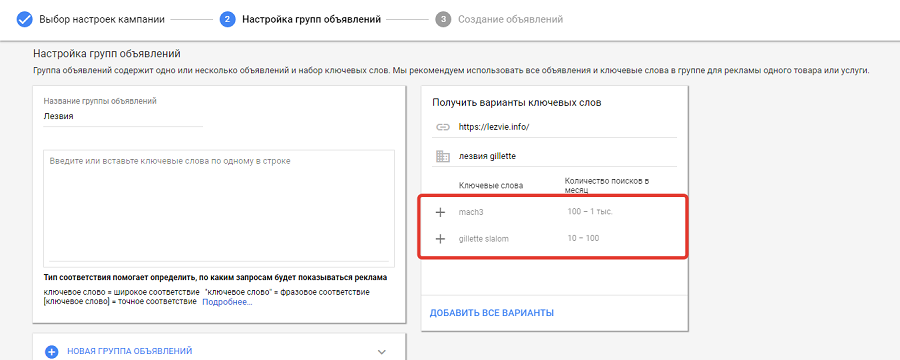 Выбор настроек кампании
2 Настройка групп объявлений
3 Создание объявлений
Настройка групп объявлений
Группа объявлений содержит одно или несколько объявлений и набор ключевых слов. Мы рекомендуем использовать все объявления и ключевые слова в группе для рекламы одного товара или услуги.
Название группы объявлений
Лезвия
Введите или вставьте ключевые слова по одному в строке
Тип соответствия помогает определить, по каким запросам будет показываться реклама
ключевое слово = широкое соответствие "ключевое слово" = фразовое соответствие
[ключевое слово] = точное соответствие Подробнее...
НОВАЯ ГРУППА ОБЪЯВЛЕНИЙ
Получить варианты ключевых слов
https://lezvie.info/
лезвия gillette
Ключевые слова
Количество поисков в
месяц
mach3 100 – 1 тыс.
gillette slalom 10 – 100
ДОБАВИТЬ ВСЕ ВАРИАНТЫ